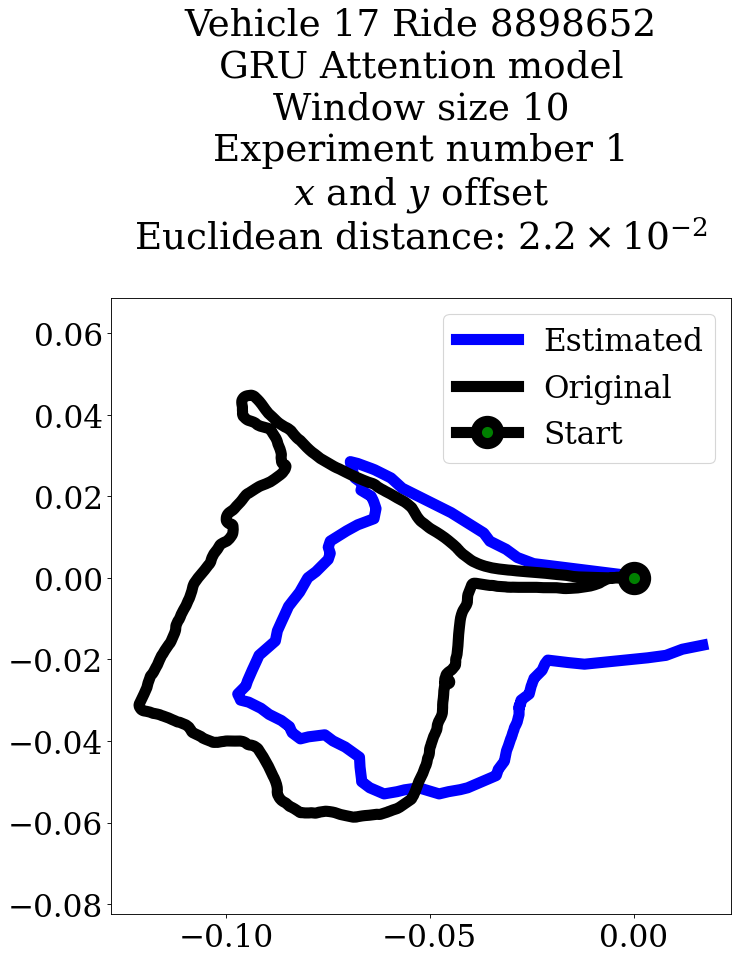 Vehicle 17 Ride 8898652
GRU Attention model
Window size 10
Experiment number 1
x and y offset
Euclidean distance: 2.2 × 10⁻²
Estimated
Original
Start
0.06
0.04
0.02
0.00
−0.02
−0.04
−0.06
−0.08
−0.10 −0.05 0.00